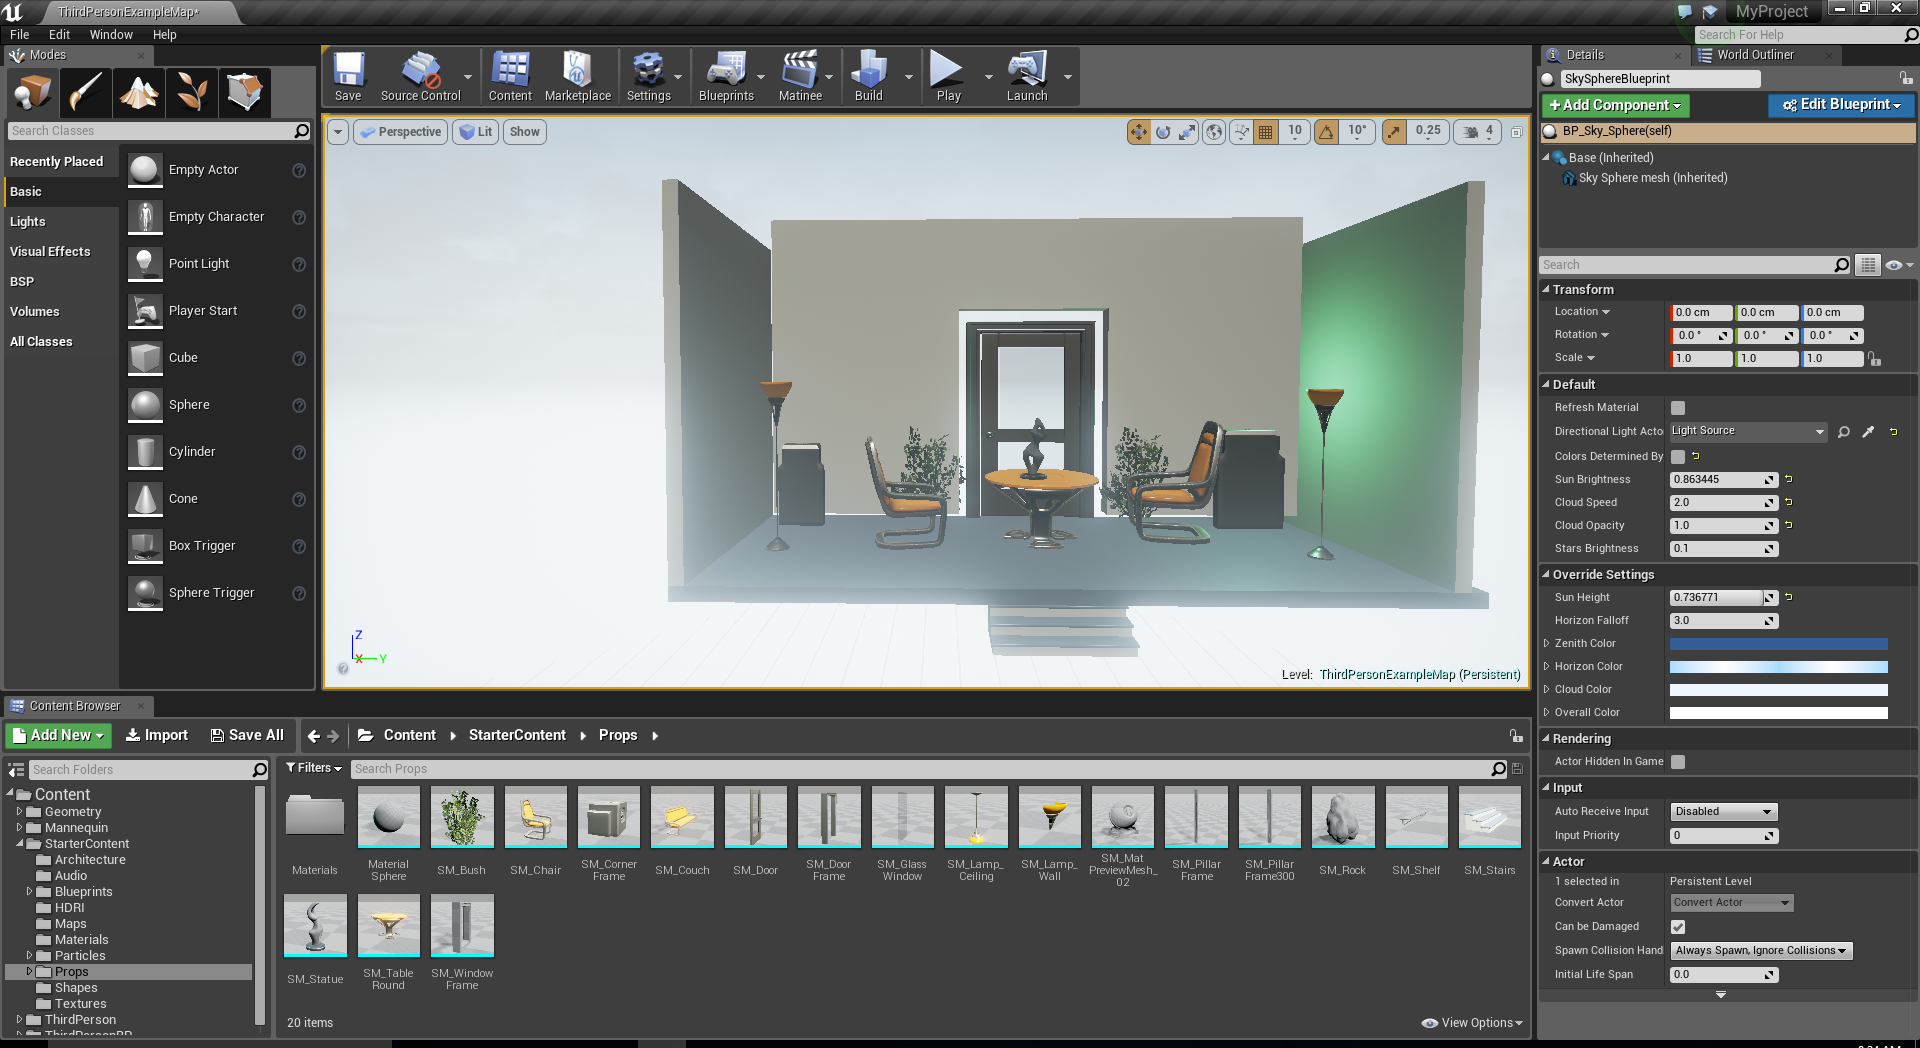 ThirdPersonExampleMap*
MyProject
File Edit Window Help
Search For Help
Modes
Search Classes
Recently Placed
Basic
Lights
Visual Effects
BSP
Volumes
All Classes
Empty Actor
Empty Character
Point Light
Player Start
Cube
Sphere
Cylinder
Cone
Box Trigger
Sphere Trigger
Save
Source Control
Content
Marketplace
Settings
Blueprints
Matinee
Build
Play
Launch
Perspective
Lit
Show
10
10°
0.25
4
Z
X
Y
Level: ThirdPersonExampleMap (Persistent)
Details
World Outliner
SkySphereBlueprint
+Add Component
Edit Blueprint
BP_Sky_Sphere(self)
Base (Inherited)
Sky Sphere mesh (Inherited)
Search
Transform
Location 0.0 cm 0.0 cm 0.0 cm
Rotation 0.0 ° 0.0 ° 0.0 °
Scale 1.0 1.0 1.0
Default
Refresh Material
Directional Light Acto Light Source
Colors Determined By
Sun Brightness 0.863445
Cloud Speed 2.0
Cloud Opacity 1.0
Stars Brightness 0.1
Override Settings
Sun Height 0.736771
Horizon Falloff 3.0
Zenith Color
Horizon Color
Cloud Color
Overall Color
Rendering
Actor Hidden In Game
Input
Auto Receive Input Disabled
Input Priority 0
Actor
1 selected in Persistent Level
Convert Actor Convert Actor
Can be Damaged
Spawn Collision Hand Always Spawn, Ignore Collisions
Initial Life Span 0.0
Content Browser
Add New
Import
Save All
Content StarterContent Props
Search Folders
Content
Geometry
Mannequin
StarterContent
Architecture
Audio
Blueprints
HDRI
Maps
Materials
Particles
Props
Shapes
Textures
ThirdPerson
Filters
Search Props
Materials
Material
Sphere
SM_Bush
SM_Chair
SM_Corner
Frame
SM_Couch
SM_Door
SM_Door
Frame
SM_Glass
Window
SM_Lamp_
Ceiling
SM_Lamp_
Wall
SM_Mat
PreviewMesh_
02
SM_Pillar
Frame
SM_Pillar
Frame300
SM_Rock
SM_Shelf
SM_Stairs
SM_Statue
SM_Table
Round
SM_Window
Frame
20 items
View Options